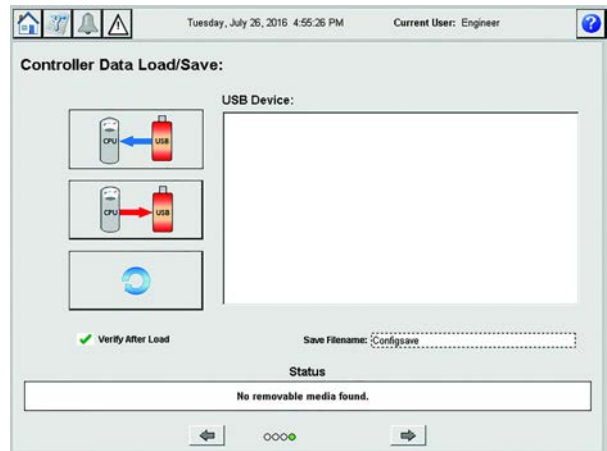 Tuesday, July 26, 2016 4:55:26 PM Current User: Engineer ?
Controller Data Load/Save:
USB Device:
CPU USB
CPU USB
Verify After Load
Save Filename: Configsave
Status
No removable media found.